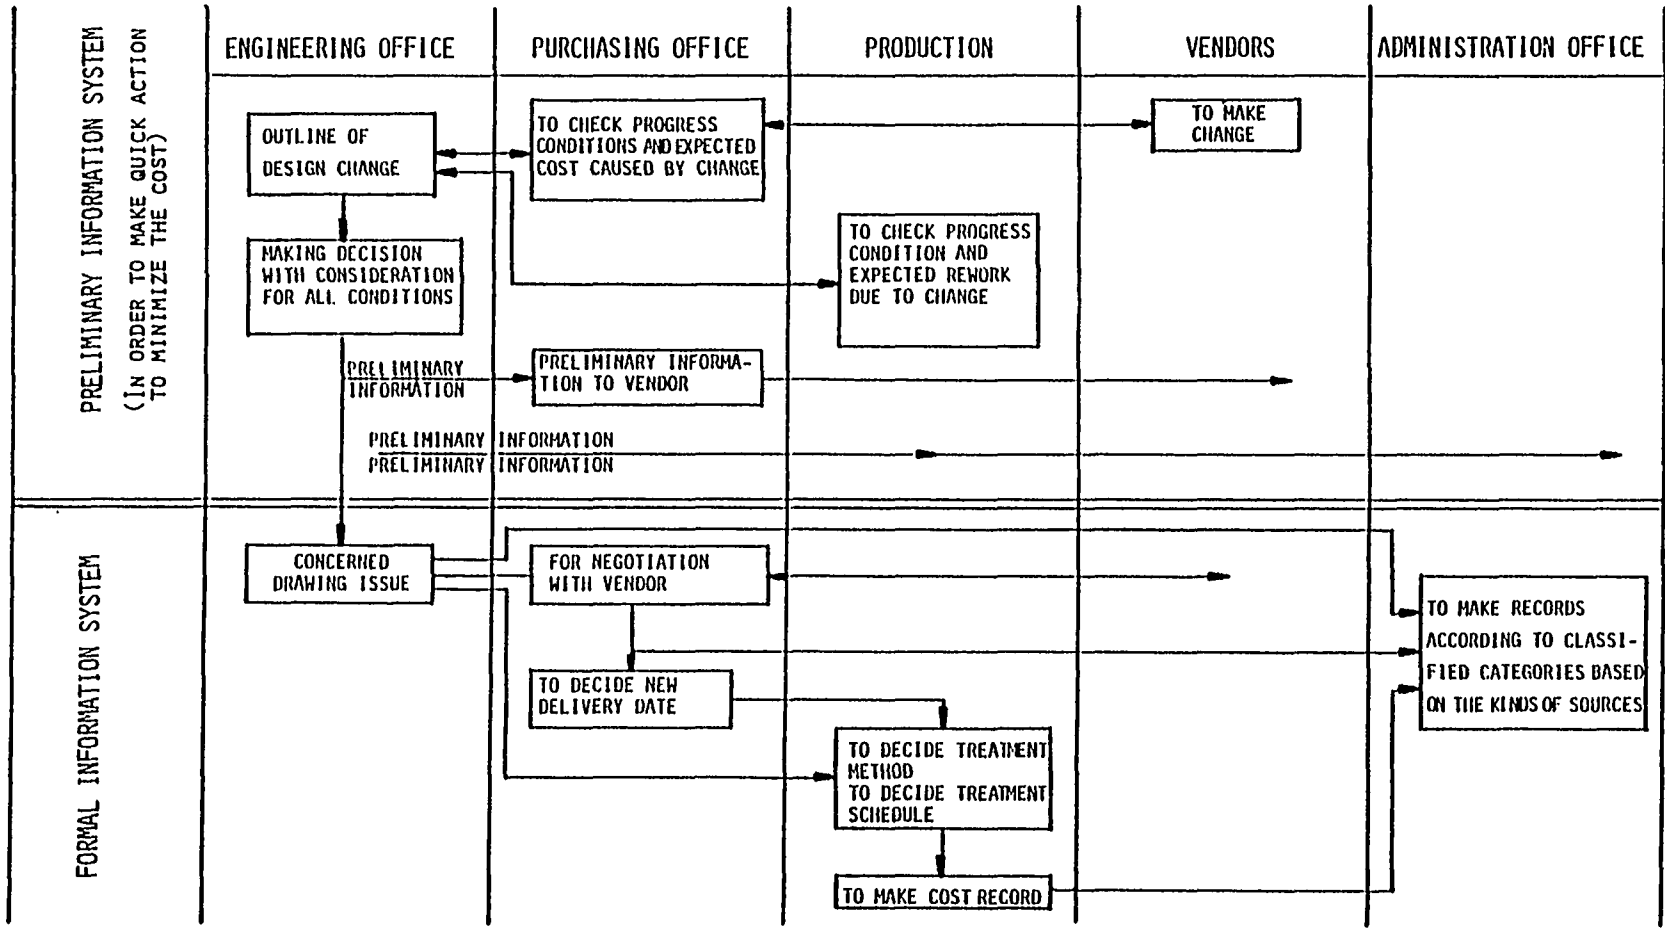 PRELIMINARY INFORMATION SYSTEM
(IN ORDER TO MAKE QUICK ACTION
TO MINIMIZE THE COST)
ENGINEERING OFFICE
PURCHASING OFFICE
PRODUCTION
VENDORS
ADMINISTRATION OFFICE
OUTLINE OF
DESIGN CHANGE
TO CHECK PROGRESS
CONDITIONS AND EXPECTED
COST CAUSED BY CHANGE
TO MAKE
CHANGE
MAKING DECISION
WITH CONSIDERATION
FOR ALL CONDITIONS
TO CHECK PROGRESS
CONDITION AND
EXPECTED REWORK
DUE TO CHANGE
PRELIMINARY
INFORMATION
PRELIMINARY INFORMA-
TION TO VENDOR
PRELIMINARY INFORMATION
PRELIMINARY INFORMATION
FORMAL INFORMATION SYSTEM
CONCERNED
DRAWING ISSUE
FOR NEGOTIATION
WITH VENDOR
TO DECIDE NEW
DELIVERY DATE
TO DECIDE TREATMENT
METHOD
TO DECIDE TREATMENT
SCHEDULE
TO MAKE COST RECORD
TO MAKE RECORDS
ACCORDING TO CLASSI-
FIED CATEGORIES BASED
ON THE KINDS OF SOURCES